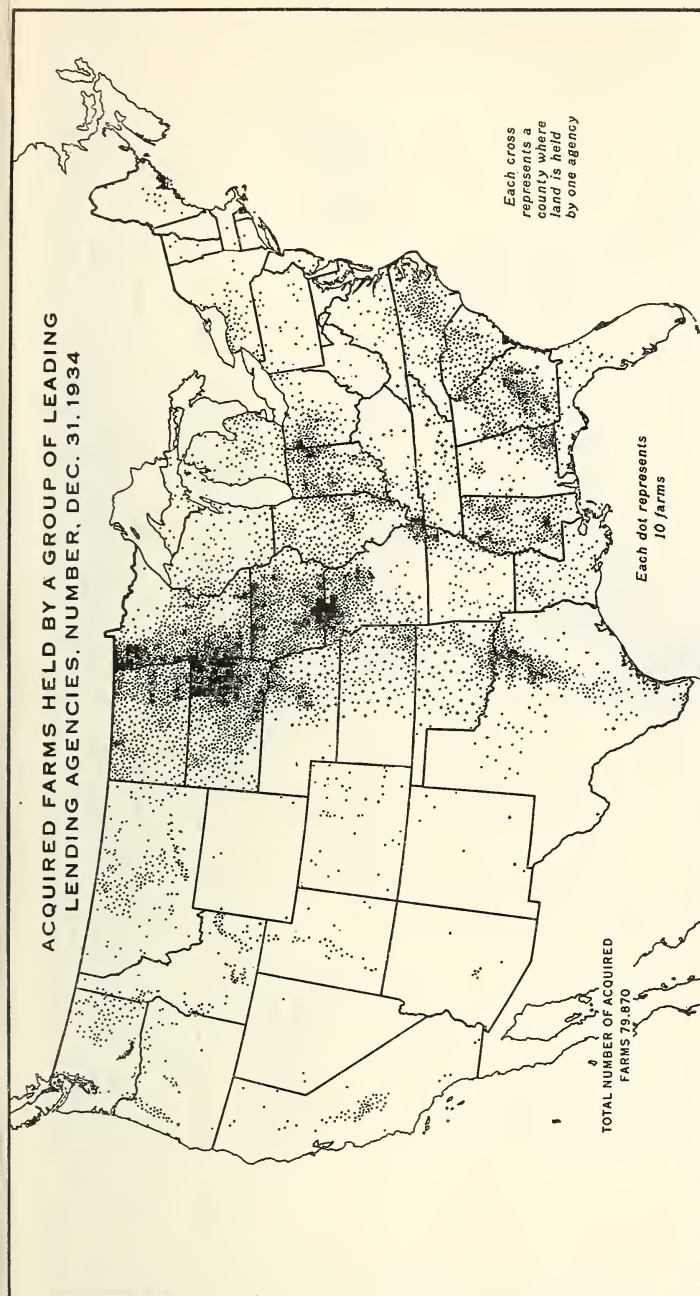 ACQUIRED FARMS HELD BY A GROUP OF LEADING
LENDING AGENCIES, NUMBER, DEC. 31, 1934
Each cross
represents a
county where
land is held
by one agency
Each dot represents
10 farms
TOTAL NUMBER OF ACQUIRED
FARMS 79,870